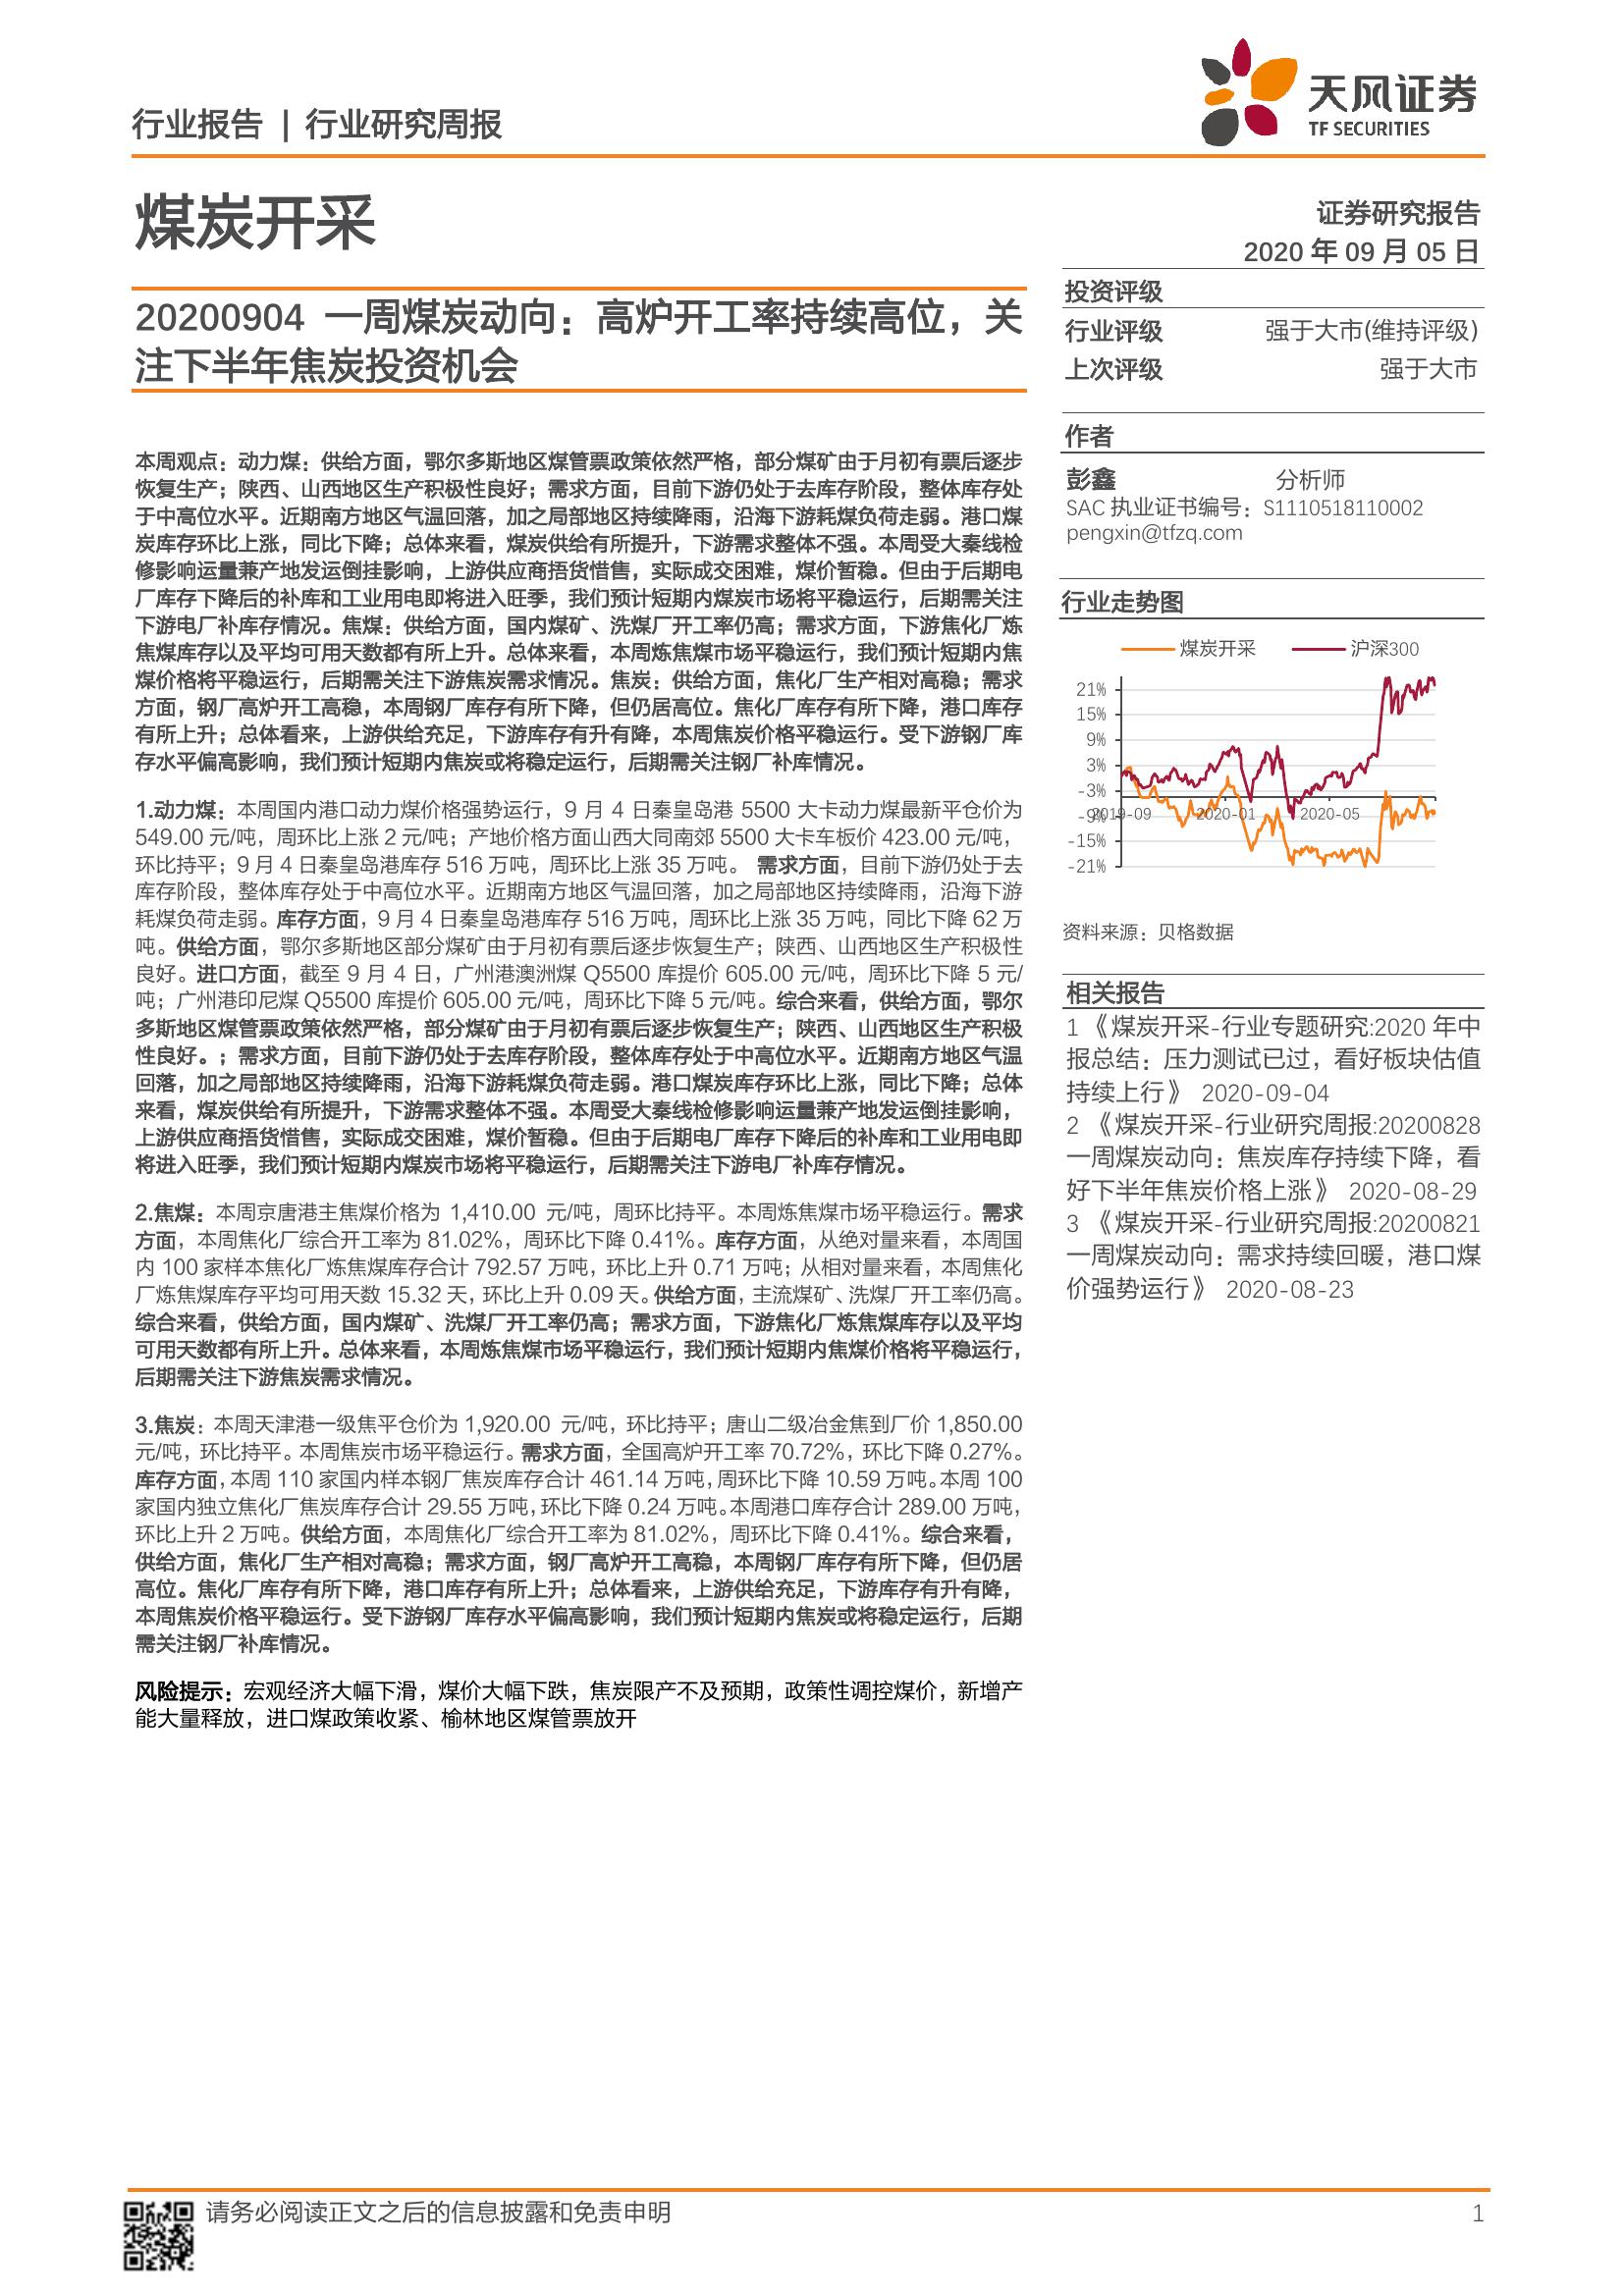 行业报告 | 行业研究周报
天风证券
TF SECURITIES
煤炭开采
证券研究报告
2020 年 09 月 05 日
20200904 一周煤炭动向：高炉开工率持续高位，关
注下半年焦炭投资机会
本周观点：动力煤：供给方面，鄂尔多斯地区煤管票政策依然严格，部分煤矿由于月初有票后逐步
恢复生产；陕西、山西地区生产积极性良好；需求方面，目前下游仍处于去库存阶段，整体库存处
于中高位水平。近期南方地区气温回落，加之局部地区持续降雨，沿海下游耗煤负荷走弱。港口煤
炭库存环比上涨，同比下降；总体来看，煤炭供给有所提升，下游需求整体不强。本周受大秦线检
修影响运量兼产地发运倒挂影响，上游供应商捂货惜售，实际成交困难，煤价暂稳。但由于后期电
厂库存下降后的补库和工业用电即将进入旺季，我们预计短期内煤炭市场将平稳运行，后期需关注
下游电厂补库存情况。焦煤：供给方面，国内煤矿、洗煤厂开工率仍高；需求方面，下游焦化厂炼
焦煤库存以及平均可用天数都有所上升。总体来看，本周炼焦煤市场平稳运行，我们预计短期内焦
煤价格将平稳运行，后期需关注下游焦炭需求情况。焦炭：供给方面，焦化厂生产相对高稳；需求
方面，钢厂高炉开工高稳，本周钢厂库存有所下降，但仍居高位。焦化厂库存有所下降，港口库存
有所上升；总体看来，上游供给充足，下游库存有升有降，本周焦炭价格平稳运行。受下游钢厂库
存水平偏高影响，我们预计短期内焦炭或将稳定运行，后期需关注钢厂补库情况。
1.动力煤：本周国内港口动力煤价格强势运行，9 月 4 日秦皇岛港 5500 大卡动力煤最新平仓价为
549.00 元/吨，周环比上涨 2 元/吨；产地价格方面山西大同南郊 5500 大卡车板价 423.00 元/吨，
环比持平；9 月 4 日秦皇岛港库存 516 万吨，周环比上涨 35 万吨。 需求方面，目前下游仍处于去
库存阶段，整体库存处于中高位水平。近期南方地区气温回落，加之局部地区持续降雨，沿海下游
耗煤负荷走弱。库存方面，9 月 4 日秦皇岛港库存 516 万吨，周环比上涨 35 万吨，同比下降 62 万
吨。供给方面，鄂尔多斯地区部分煤矿由于月初有票后逐步恢复生产；陕西、山西地区生产积极性
良好。进口方面，截至 9 月 4 日，广州港澳洲煤 Q5500 库提价 605.00 元/吨，周环比下降 5 元/
吨；广州港印尼煤 Q5500 库提价 605.00 元/吨，周环比下降 5 元/吨。综合来看，供给方面，鄂尔
多斯地区煤管票政策依然严格，部分煤矿由于月初有票后逐步恢复生产；陕西、山西地区生产积极
性良好。；需求方面，目前下游仍处于去库存阶段，整体库存处于中高位水平。近期南方地区气温
回落，加之局部地区持续降雨，沿海下游耗煤负荷走弱。港口煤炭库存环比上涨，同比下降；总体
来看，煤炭供给有所提升，下游需求整体不强。本周受大秦线检修影响运量兼产地发运倒挂影响，
上游供应商捂货惜售，实际成交困难，煤价暂稳。但由于后期电厂库存下降后的补库和工业用电即
将进入旺季，我们预计短期内煤炭市场将平稳运行，后期需关注下游电厂补库存情况。
2.焦煤：本周京唐港主焦煤价格为 1,410.00 元/吨，周环比持平。本周炼焦煤市场平稳运行。需求
方面，本周焦化厂综合开工率为 81.02%，周环比下降 0.41%。库存方面，从绝对量来看，本周国
内 100 家样本焦化厂炼焦煤库存合计 792.57 万吨，环比上升 0.71 万吨；从相对量来看，本周焦化
厂炼焦煤库存平均可用天数 15.32 天，环比上升 0.09 天。供给方面，主流煤矿、洗煤厂开工率仍高。
综合来看，供给方面，国内煤矿、洗煤厂开工率仍高；需求方面，下游焦化厂炼焦煤库存以及平均
可用天数都有所上升。总体来看，本周炼焦煤市场平稳运行，我们预计短期内焦煤价格将平稳运行，
后期需关注下游焦炭需求情况。
3.焦炭：本周天津港一级焦平仓价为 1,920.00 元/吨，环比持平；唐山二级冶金焦到厂价 1,850.00
元/吨，环比持平。本周焦炭市场平稳运行。需求方面，全国高炉开工率 70.72%，环比下降 0.27%。
库存方面，本周 110 家国内样本钢厂焦炭库存合计 461.14 万吨，周环比下降 10.59 万吨。本周 100
家国内独立焦化厂焦炭库存合计 29.55 万吨，环比下降 0.24 万吨。本周港口库存合计 289.00 万吨，
环比上升 2 万吨。供给方面，本周焦化厂综合开工率为 81.02%，周环比下降 0.41%。综合来看，
供给方面，焦化厂生产相对高稳；需求方面，钢厂高炉开工高稳，本周钢厂库存有所下降，但仍居
高位。焦化厂库存有所下降，港口库存有所上升；总体看来，上游供给充足，下游库存有升有降，
本周焦炭价格平稳运行。受下游钢厂库存水平偏高影响，我们预计短期内焦炭或将稳定运行，后期
需关注钢厂补库情况。
风险提示：宏观经济大幅下滑，煤价大幅下跌，焦炭限产不及预期，政策性调控煤价，新增产
能大量释放，进口煤政策收紧、榆林地区煤管票放开
投资评级
行业评级 强于大市(维持评级)
上次评级 强于大市
作者
彭鑫 分析师
SAC 执业证书编号：S1110518110002
pengxin@tfzq.com
行业走势图
煤炭开采 沪深300
21%
15%
9%
3%
-3%
-9%
-15%
-21%
2019-09 2020-01 2020-05
资料来源：贝格数据
相关报告
1 《煤炭开采-行业专题研究:2020 年中
报总结：压力测试已过，看好板块估值
持续上行》 2020-09-04
2 《煤炭开采-行业研究周报:20200828
一周煤炭动向：焦炭库存持续下降，看
好下半年焦炭价格上涨》 2020-08-29
3 《煤炭开采-行业研究周报:20200821
一周煤炭动向：需求持续回暖，港口煤
价强势运行》 2020-08-23
请务必阅读正文之后的信息披露和免责申明
1